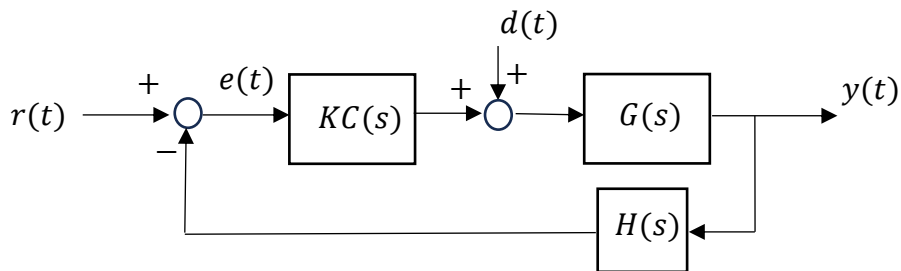 d(t)
+ e(t) + + y(t)
r(t) KC(s) G(s)
−
H(s)